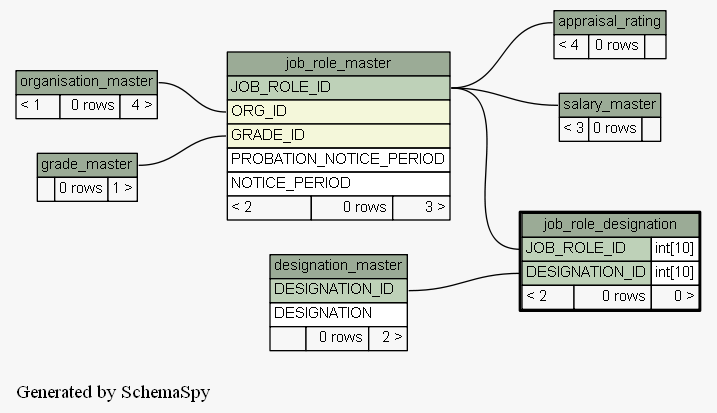 appraisal_rating
< 4 0 rows
organisation_master
< 1 0 rows 4 >
job_role_master
JOB_ROLE_ID
ORG_ID
GRADE_ID
PROBATION_NOTICE_PERIOD
NOTICE_PERIOD
< 2 0 rows 3 >
salary_master
< 3 0 rows
grade_master
0 rows 1 >
job_role_designation
JOB_ROLE_ID int[10]
DESIGNATION_ID int[10]
< 2 0 rows 0 >
designation_master
DESIGNATION_ID
DESIGNATION
0 rows 2 >
Generated by SchemaSpy